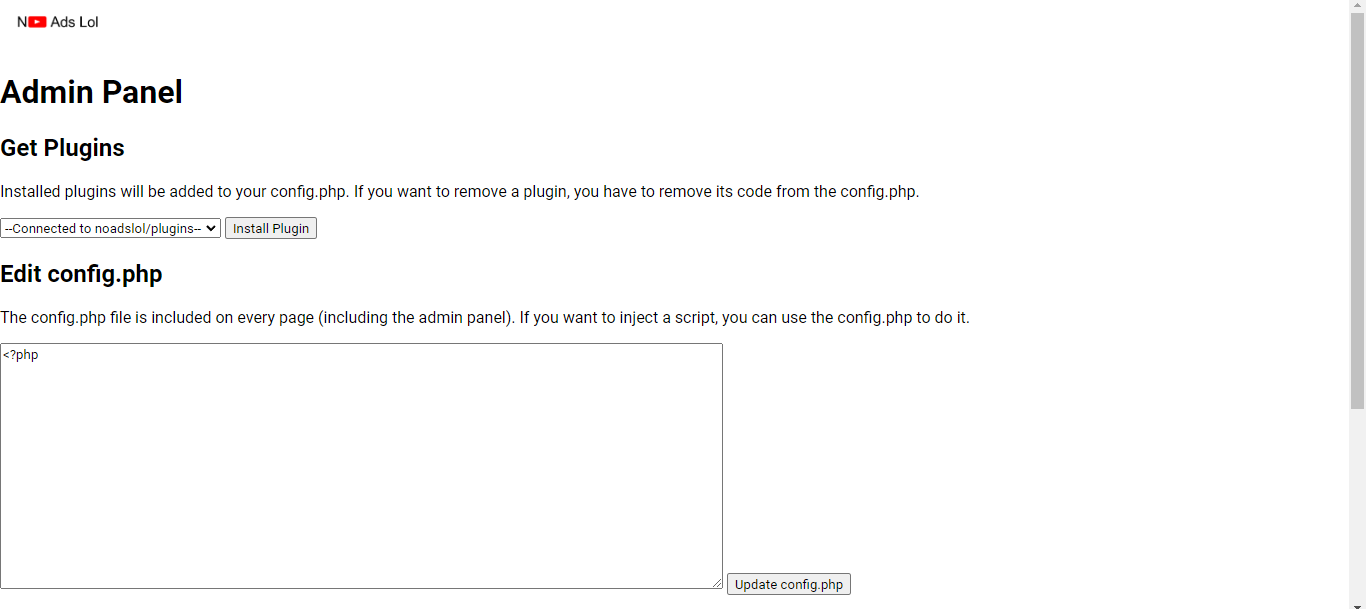 N Ads Lol
Admin Panel
Get Plugins
Installed plugins will be added to your config.php. If you want to remove a plugin, you have to remove its code from the config.php.
--Connected to noadslol/plugins-- Install Plugin
Edit config.php
The config.php file is included on every page (including the admin panel). If you want to inject a script, you can use the config.php to do it.
<?php
Update config.php